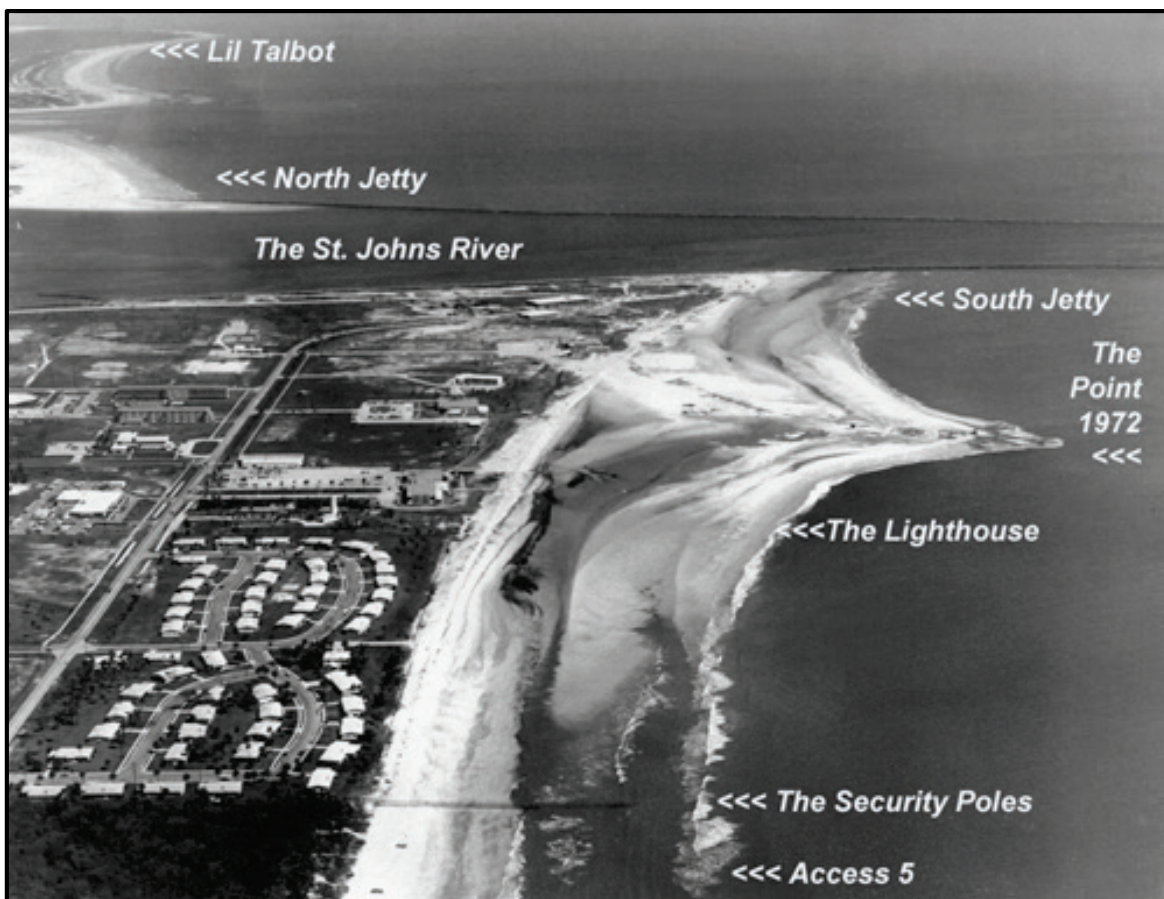 <<< Lil Talbot
<<< North Jetty
The St. Johns River
<<< South Jetty
The
Point
1972
<<<
<<<The Lighthouse
<<< The Security Poles
<<< Access 5